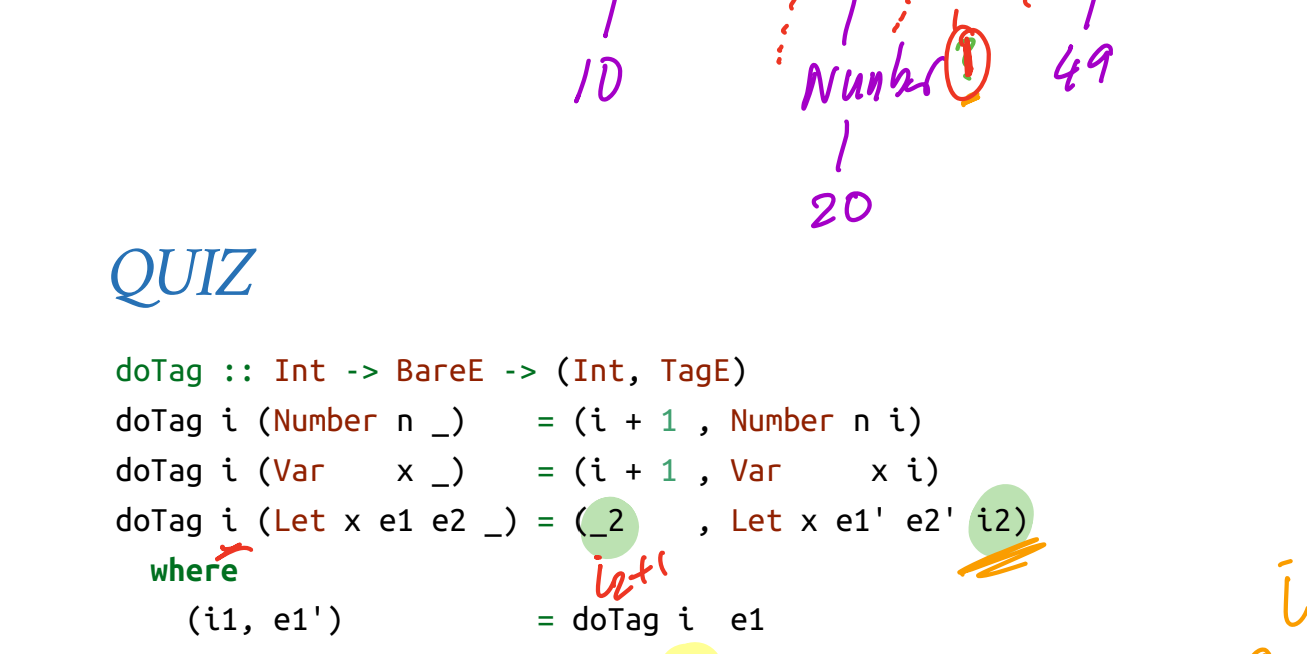 10
Number 1
49
20
QUIZ
doTag :: Int -> BareE -> (Int, TagE)
doTag i (Number n _) = (i + 1 , Number n i)
doTag i (Var x _) = (i + 1 , Var x i)
doTag i (Let x e1 e2 _) = (_2 , Let x e1' e2' i2)
where
i2+1
i
(i1, e1') = doTag i e1